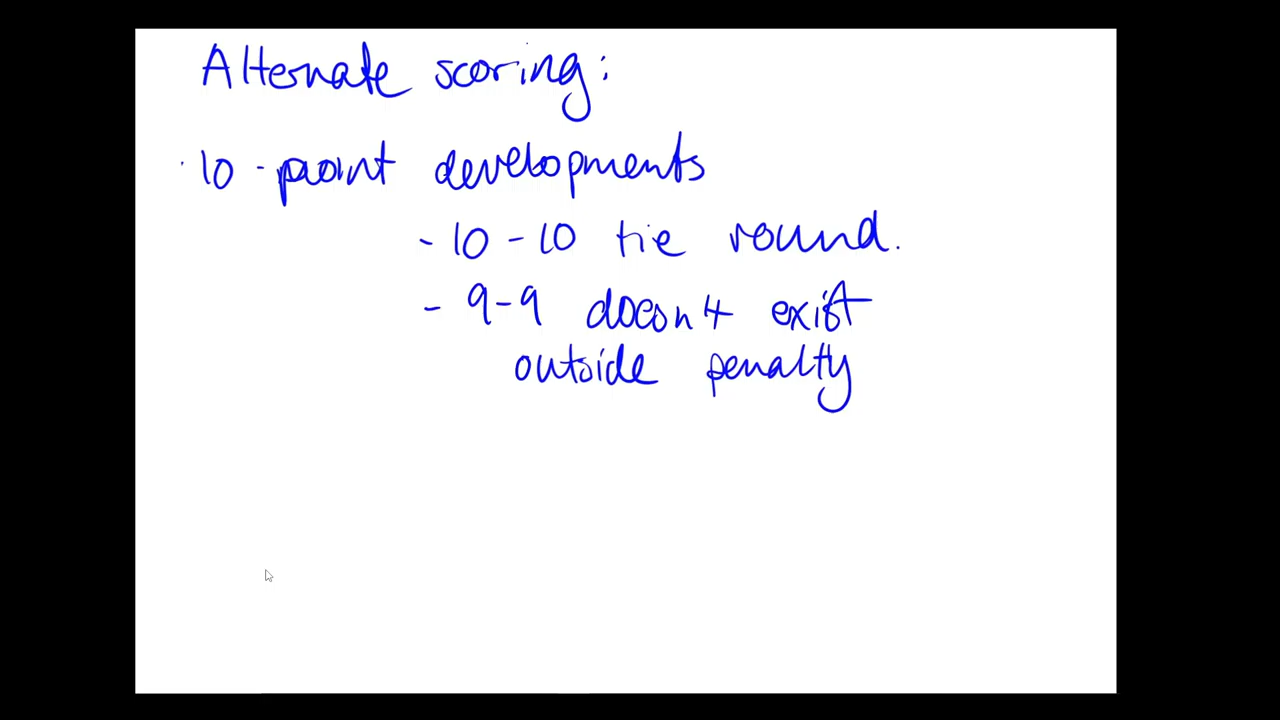 Alternate scoring:
10-point developments
- 10-10 tie round.
- 9-9 doesn't exist
outside penalty